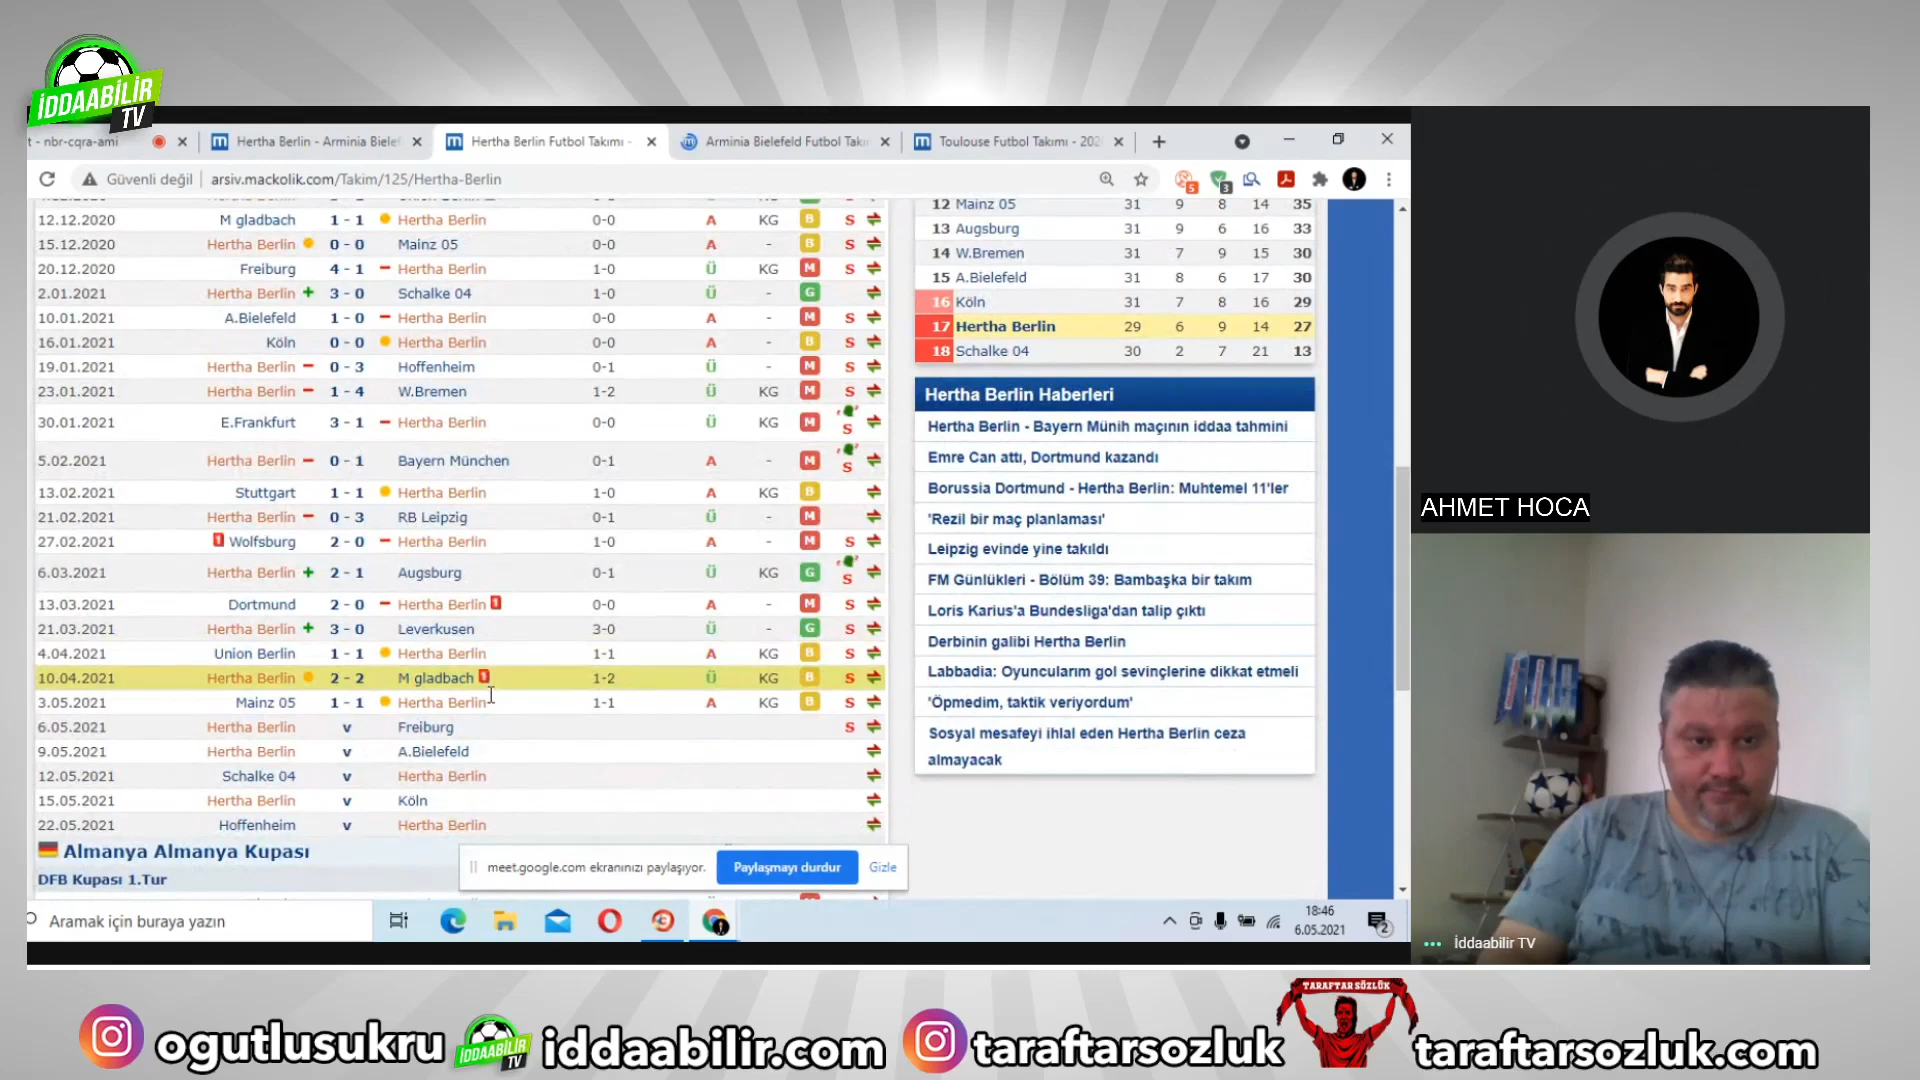 İDDAABİLİR
TV
t - nbr-cqra-ami
Hertha Berlin - Arminia Bielef
Hertha Berlin Futbol Takımı -
Arminia Bielefeld Futbol Takı
Toulouse Futbol Takımı - 202
Güvenli değil
arsiv.mackolik.com/Takim/125/Hertha-Berlin
5
3
12.12.2020 M gladbach 1 - 1 Hertha Berlin 0-0 A KG B S
15.12.2020 Hertha Berlin 0 - 0 Mainz 05 0-0 A - B S
20.12.2020 Freiburg 4 - 1 Hertha Berlin 1-0 Ü KG M S
2.01.2021 Hertha Berlin 3 - 0 Schalke 04 1-0 Ü - G
10.01.2021 A.Bielefeld 1 - 0 Hertha Berlin 0-0 A - M S
16.01.2021 Köln 0 - 0 Hertha Berlin 0-0 A - B S
19.01.2021 Hertha Berlin 0 - 3 Hoffenheim 0-1 Ü - M S
23.01.2021 Hertha Berlin 1 - 4 W.Bremen 1-2 Ü KG M S
30.01.2021 E.Frankfurt 3 - 1 Hertha Berlin 0-0 Ü KG M S
5.02.2021 Hertha Berlin 0 - 1 Bayern München 0-1 A - M S
13.02.2021 Stuttgart 1 - 1 Hertha Berlin 1-0 A KG B
21.02.2021 Hertha Berlin 0 - 3 RB Leipzig 0-1 Ü - M
27.02.2021 1 Wolfsburg 2 - 0 Hertha Berlin 1-0 A - M S
6.03.2021 Hertha Berlin 2 - 1 Augsburg 0-1 Ü KG G S
13.03.2021 Dortmund 2 - 0 Hertha Berlin 1 0-0 A - M S
21.03.2021 Hertha Berlin 3 - 0 Leverkusen 3-0 Ü - G S
4.04.2021 Union Berlin 1 - 1 Hertha Berlin 1-1 A KG B S
10.04.2021 Hertha Berlin 2 - 2 M gladbach 1 1-2 Ü KG B S
3.05.2021 Mainz 05 1 - 1 Hertha Berlin 1-1 A KG B S
6.05.2021 Hertha Berlin v Freiburg S
9.05.2021 Hertha Berlin v A.Bielefeld
12.05.2021 Schalke 04 v Hertha Berlin
15.05.2021 Hertha Berlin v Köln
22.05.2021 Hoffenheim v Hertha Berlin
Almanya Almanya Kupası
DFB Kupası 1.Tur
12 Mainz 05 31 9 8 14 35
13 Augsburg 31 9 6 16 33
14 W.Bremen 31 7 9 15 30
15 A.Bielefeld 31 8 6 17 30
16 Köln 31 7 8 16 29
17 Hertha Berlin 29 6 9 14 27
18 Schalke 04 30 2 7 21 13
Hertha Berlin Haberleri
Hertha Berlin - Bayern Münih maçının iddaa tahmini
Emre Can attı, Dortmund kazandı
Borussia Dortmund - Hertha Berlin: Muhtemel 11'ler
'Rezil bir maç planlaması'
Leipzig evinde yine takıldı
FM Günlükleri - Bölüm 39: Bambaşka bir takım
Loris Karius'a Bundesliga'dan talip çıktı
Derbinin galibi Hertha Berlin
Labbadia: Oyuncularım gol sevinçlerine dikkat etmeli
'Öpmedim, taktik veriyordum'
Sosyal mesafeyi ihlal eden Hertha Berlin ceza
almayacak
meet.google.com ekranınızı paylaşıyor.
Paylaşmayı durdur
Gizle
Aramak için buraya yazın
18:46
6.05.2021
2
AHMET HOCA
İddaabilir TV
ogutlusukru
İDDAABİLİR
TV
iddaabilir.com
taraftarsozluk
TARAFTAR SÖZLÜK
taraftarsozluk.com